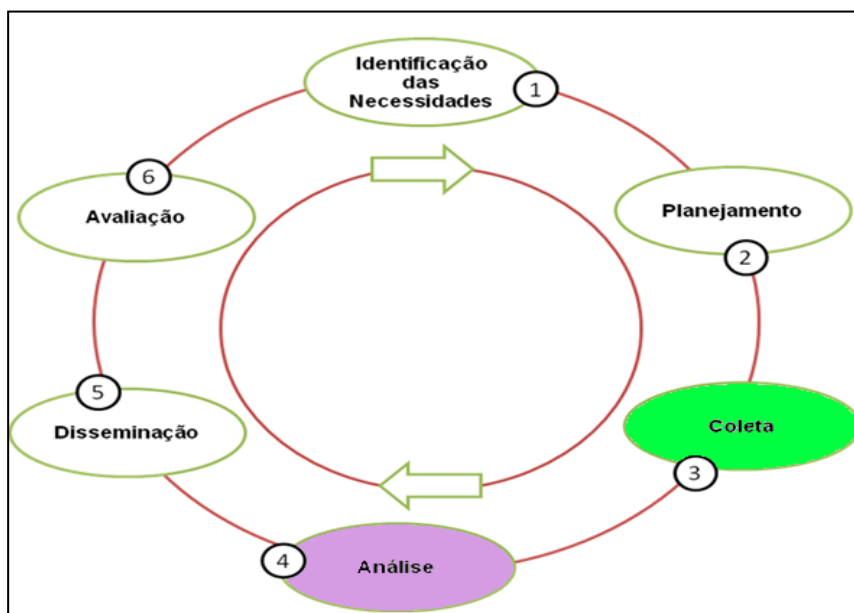 Identificação
das
Necessidades
1
Planejamento
2
Coleta
3
Análise
4
Disseminação
5
Avaliação
6